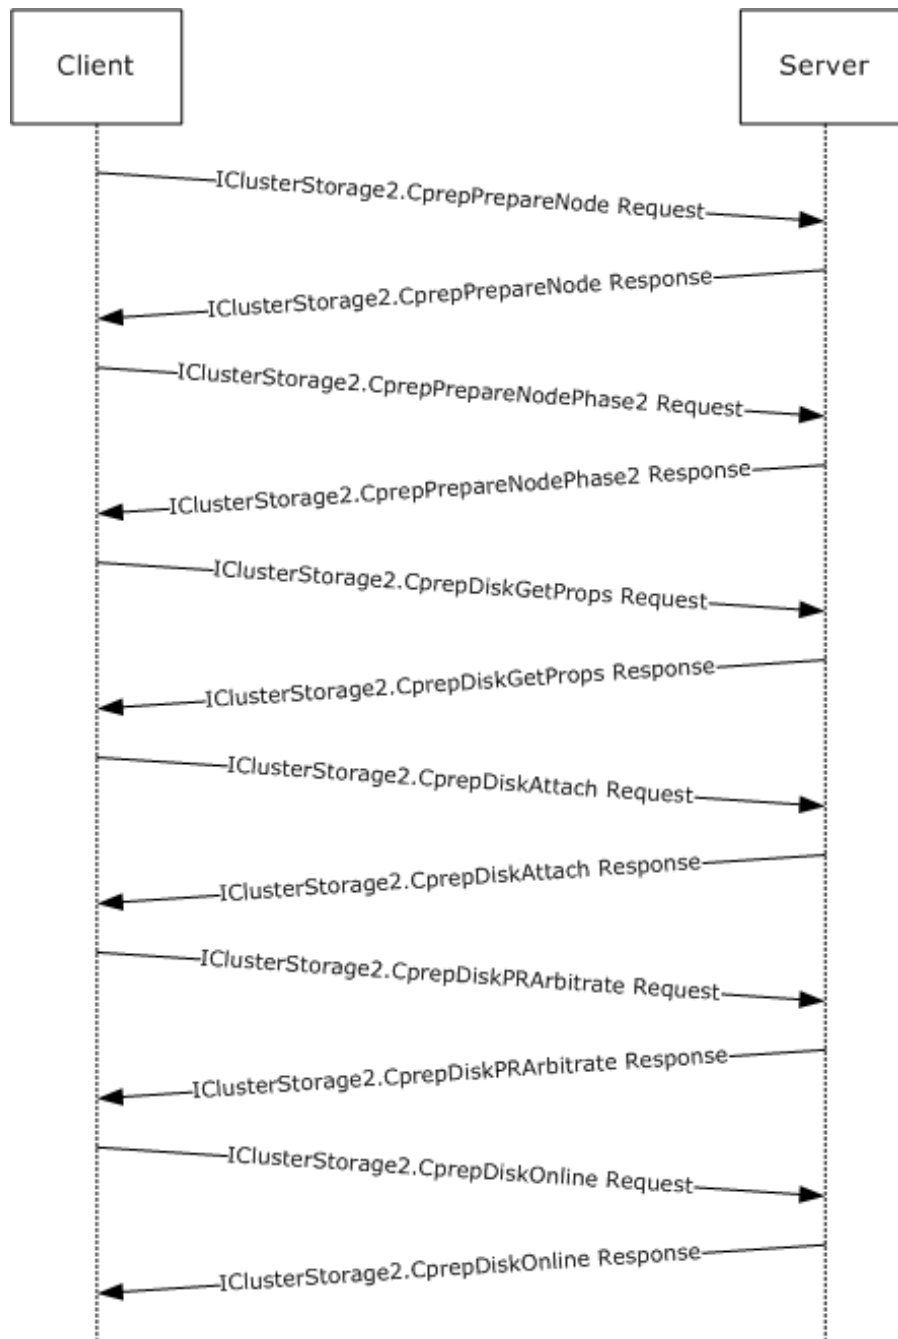 Client
Server
IClusterStorage2.CprepPrepareNode Request
IClusterStorage2.CprepPrepareNode Response
IClusterStorage2.CprepPrepareNodePhase2 Request
IClusterStorage2.CprepPrepareNodePhase2 Response
IClusterStorage2.CprepDiskGetProps Request
IClusterStorage2.CprepDiskGetProps Response
IClusterStorage2.CprepDiskAttach Request
IClusterStorage2.CprepDiskAttach Response
IClusterStorage2.CprepDiskPRArbitrate Request
IClusterStorage2.CprepDiskPRArbitrate Response
IClusterStorage2.CprepDiskOnline Request
IClusterStorage2.CprepDiskOnline Response